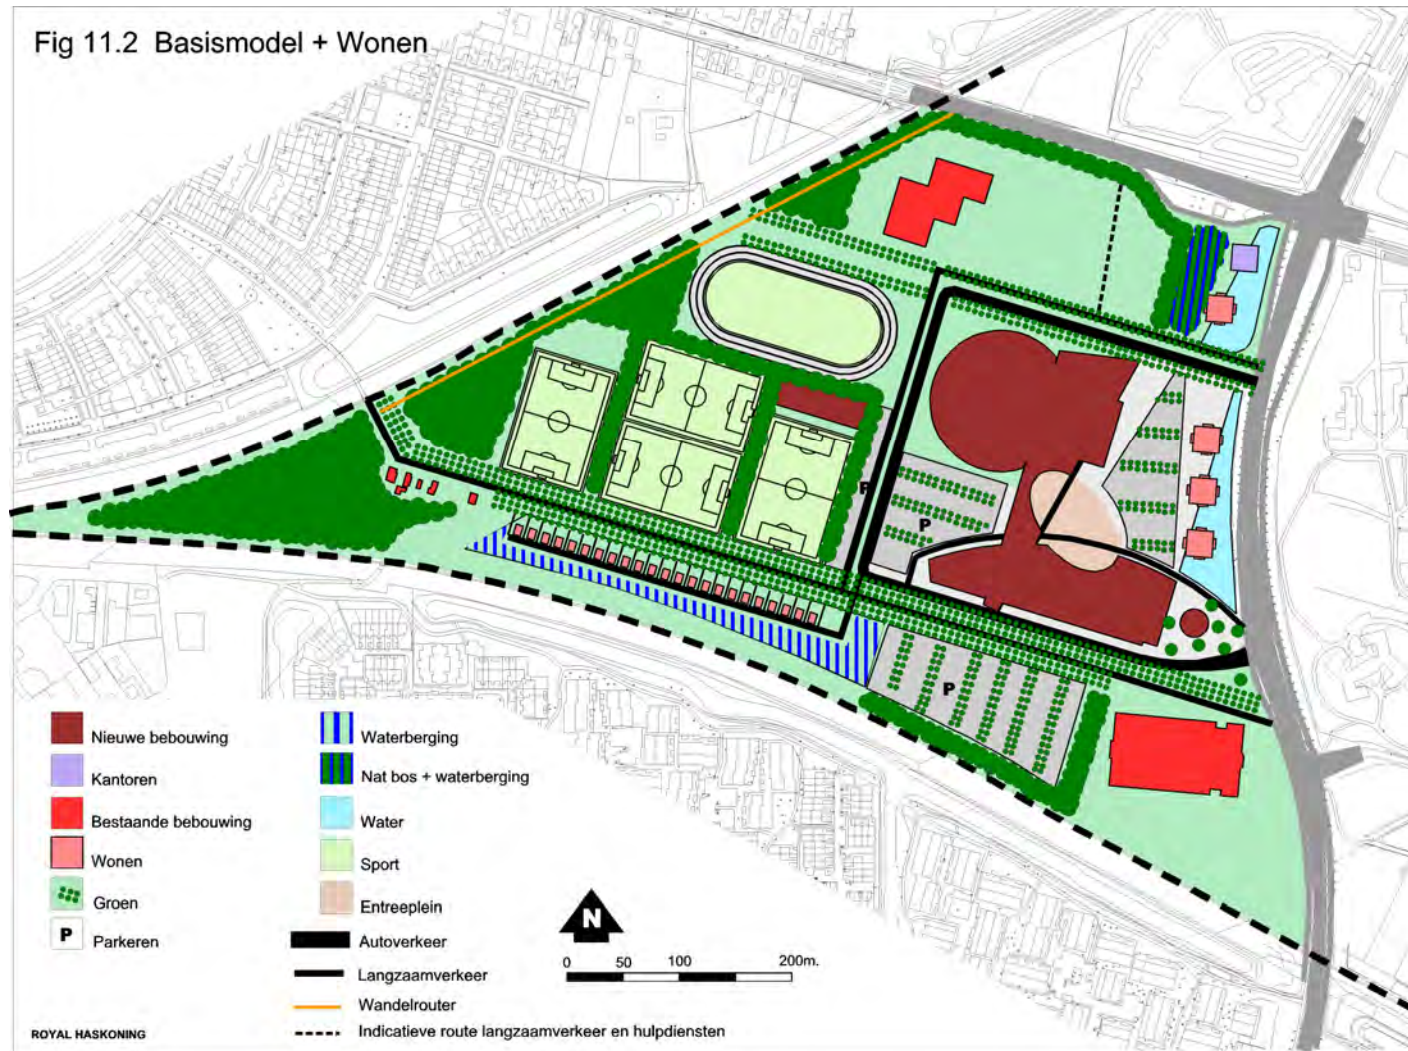 Fig 11.2 Basismodel + Wonen
P
P
P
Nieuwe bebouwing
Kantoren
Bestaande bebouwing
Wonen
Groen
P Parkeren
Waterberging
Nat bos + waterberging
Water
Sport
Entreeplein
Autoverkeer
Langzaamverkeer
Wandelrouter
Indicatieve route langzaamverkeer en hulpdiensten
N
0 50 100 200m.
ROYAL HASKONING